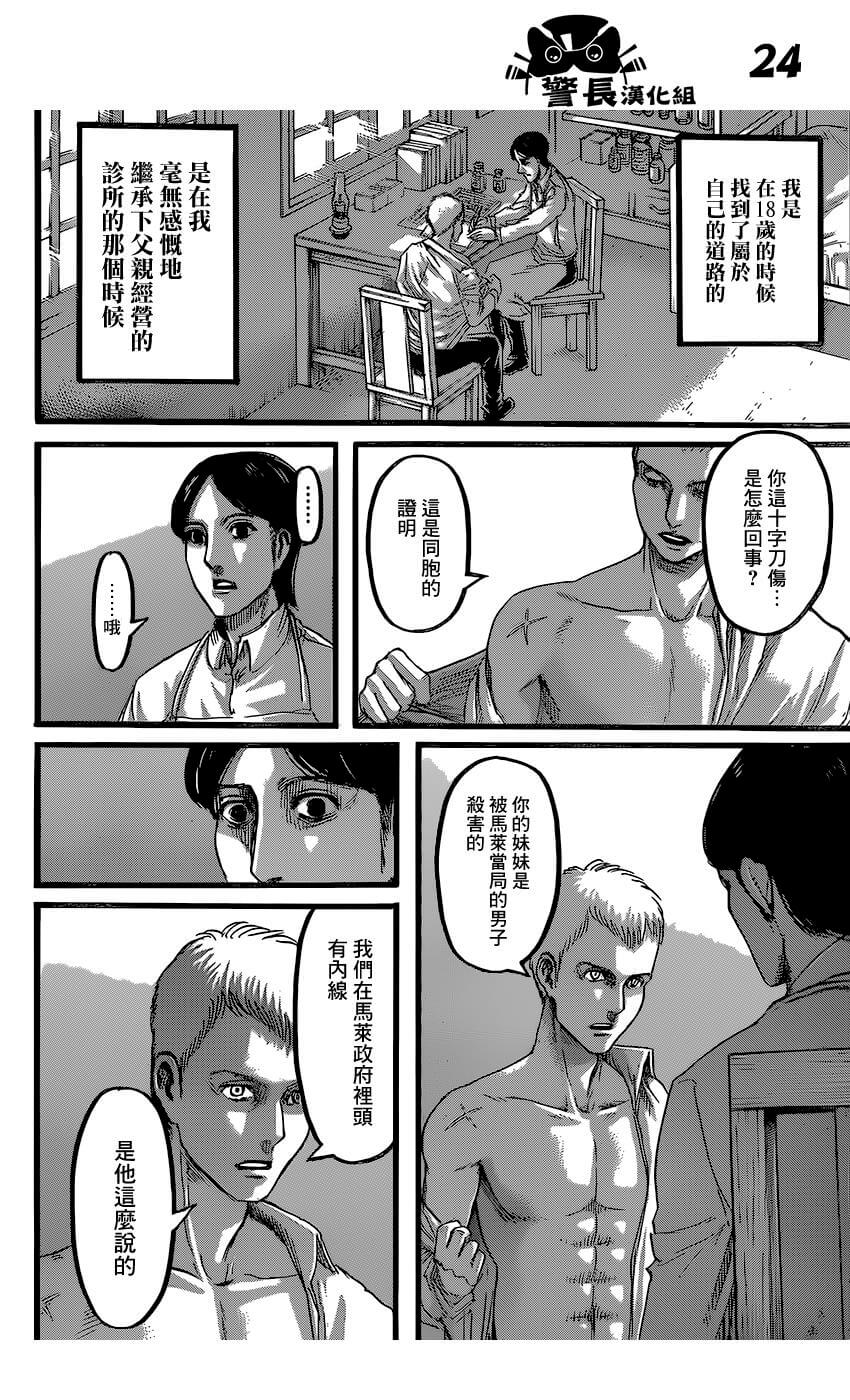 警長漢化組
24
我是
在18歲的時候
找到了屬於
自己的道路的
是在我
毫無感慨地
繼承下父親經營的
診所的那個時候
你這十字刀傷…
是怎麼回事？
這是同胞的
證明
……
……哦
你的妹妹是
被馬萊當局的男子
殺害的
我們在馬萊政府裡頭
有內線
是他這麼說的